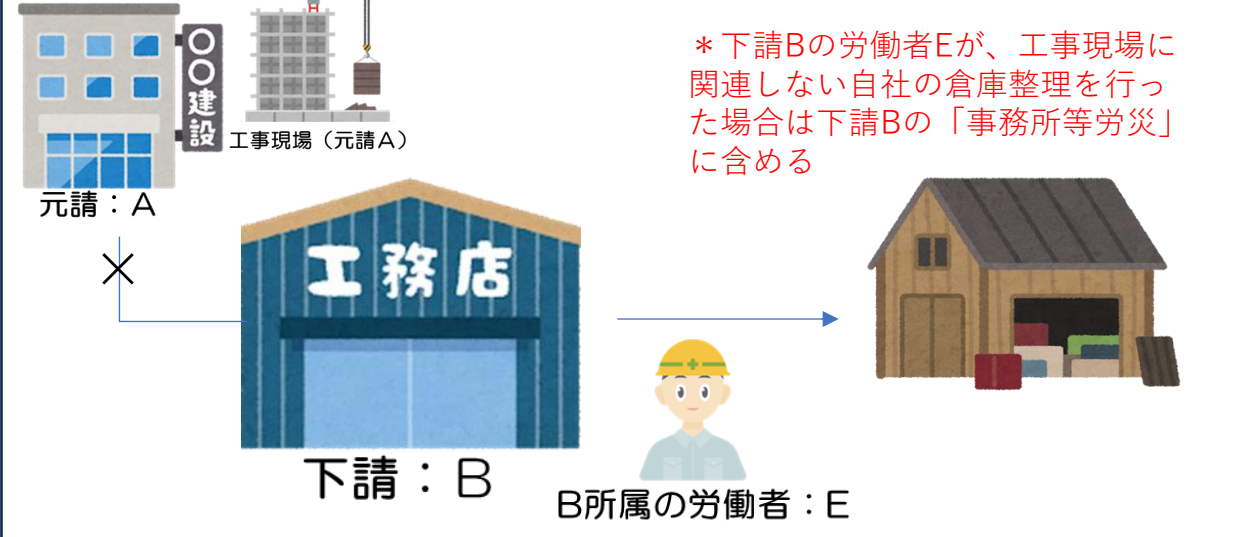 〇〇建設
工事現場（元請A）
元請：A
＊下請Bの労働者Eが、工事現場に
関連しない自社の倉庫整理を行っ
た場合は下請Bの「事務所等労災」
に含める
工務店
下請：B
B所属の労働者：E